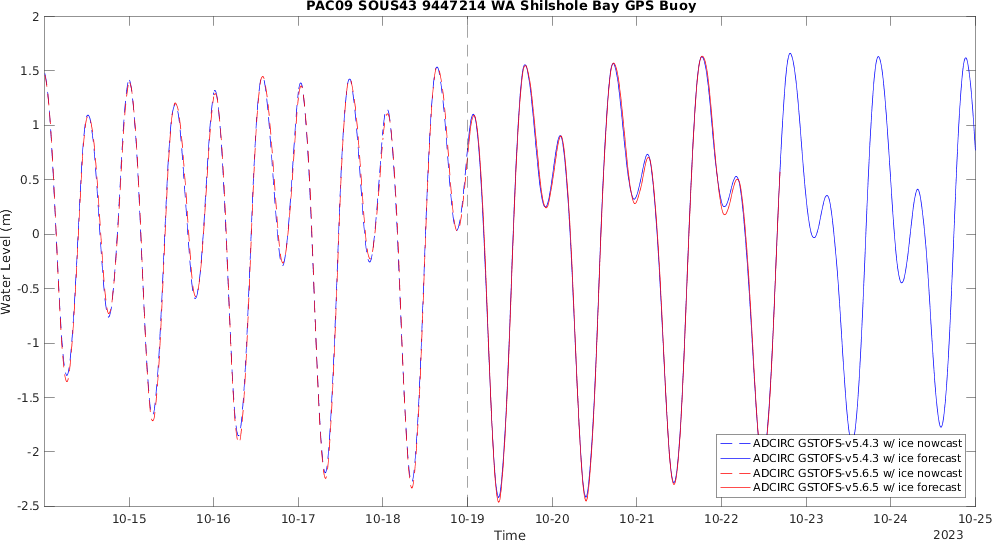 PAC09 SOUS43 9447214 WA Shilshole Bay GPS Buoy
2
1.5
1
0.5
0
-0.5
-1
-1.5
-2
-2.5
Water Level (m)
ADCIRC GSTOFS-v5.4.3 w/ ice nowcast
ADCIRC GSTOFS-v5.4.3 w/ ice forecast
ADCIRC GSTOFS-v5.6.5 w/ ice nowcast
ADCIRC GSTOFS-v5.6.5 w/ ice forecast
10-15 10-16 10-17 10-18 10-19 10-20 10-21 10-22 10-23 10-24 10-25
Time
2023